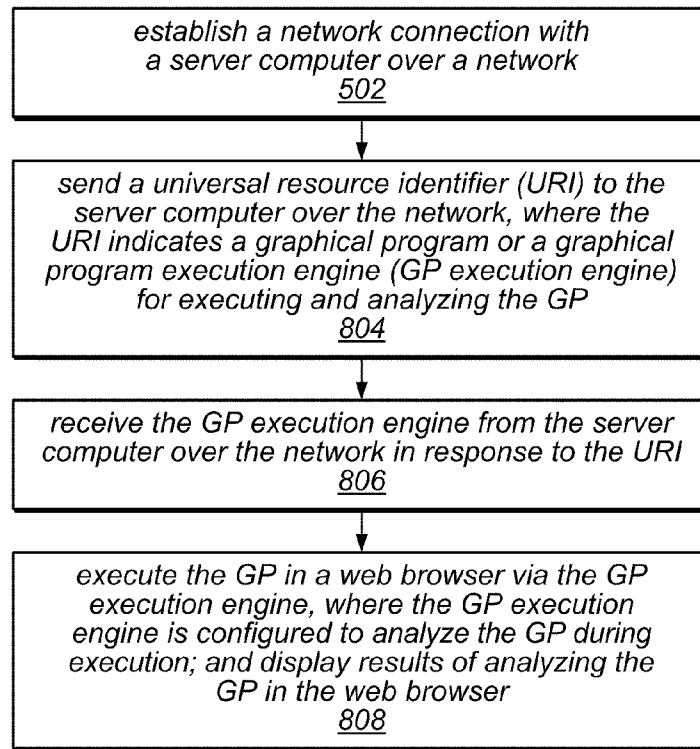 establish a network connection with
a server computer over a network
502
send a universal resource identifier (URI) to the
server computer over the network, where the
URI indicates a graphical program or a graphical
program execution engine (GP execution engine)
for executing and analyzing the GP
804
receive the GP execution engine from the server
computer over the network in response to the URI
806
execute the GP in a web browser via the GP
execution engine, where the GP execution
engine is configured to analyze the GP during
execution; and display results of analyzing the
GP in the web browser
808